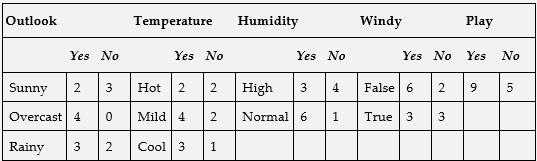 Outlook Temperature Humidity Windy Play
Yes No Yes No Yes No Yes No Yes No
Sunny 2 3 Hot 2 2 High 3 4 False 6 2 9 5
Overcast 4 0 Mild 4 2 Normal 6 1 True 3 3
Rainy 3 2 Cool 3 1